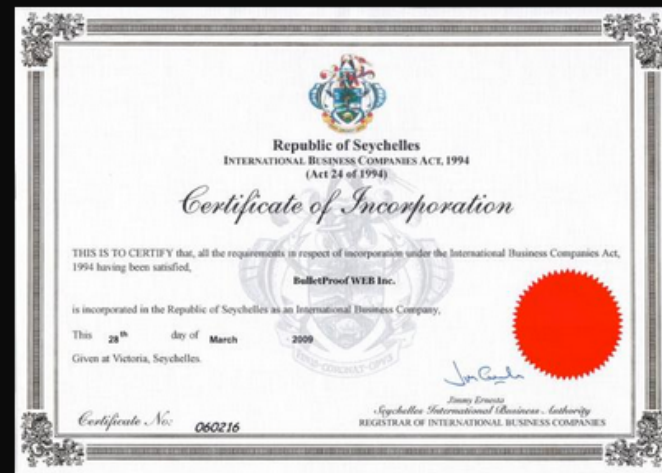 Republic of Seychelles
INTERNATIONAL BUSINESS COMPANIES ACT, 1994
(Act 24 of 1994)
Certificate of Incorporation
THIS IS TO CERTIFY that, all the requirements in respect of incorporation under the International Business Companies Act,
1994 having been satisfied,
BulletProof WEB Inc.
is incorporated in the Republic of Seychelles as an International Business Company,
This 28th day of March 2009
Given at Victoria, Seychelles.
Jimmy Ernesta
Seychelles International Business Authority
Certificate No: 060216
REGISTRAR OF INTERNATIONAL BUSINESS COMPANIES
FINIS CORONAT OPUS